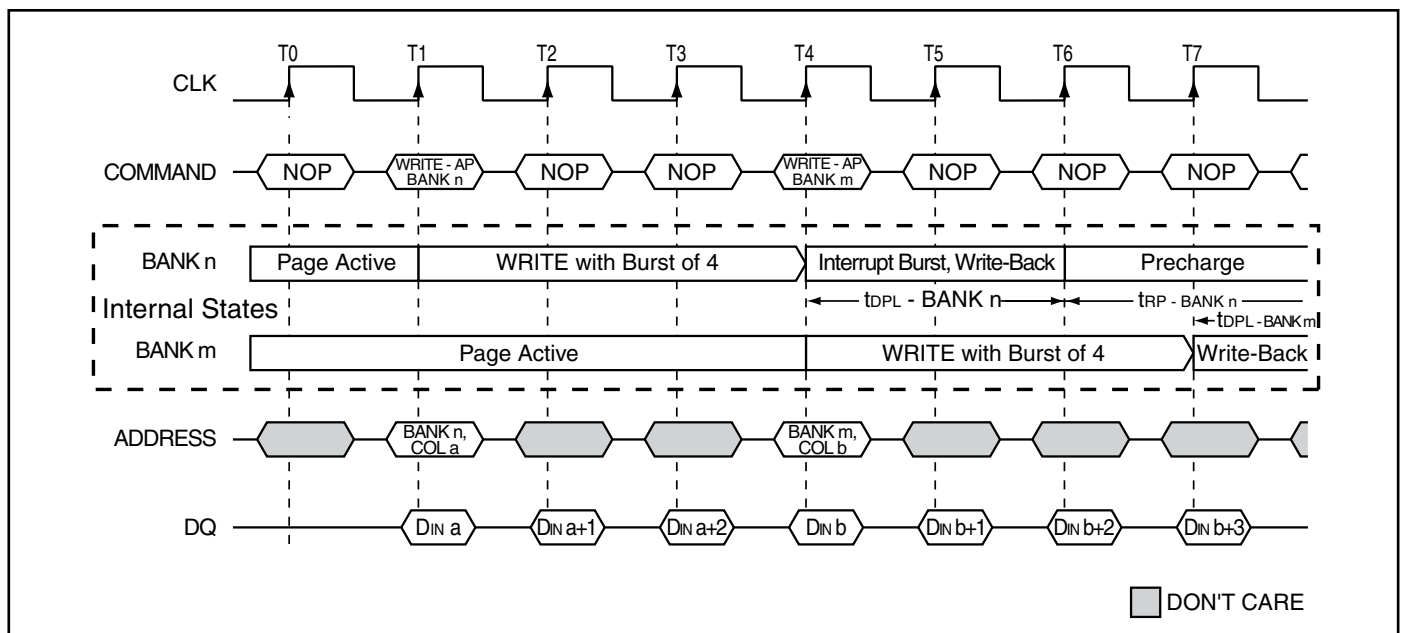 T0 T1 T2 T3 T4 T5 T6 T7
CLK
COMMAND NOP WRITE - AP BANK n NOP NOP WRITE - AP BANK m NOP NOP NOP
BANK n Page Active WRITE with Burst of 4 Interrupt Burst, Write-Back Precharge
Internal States tDPL - BANK n tRP - BANK n
tDPL - BANK m
BANK m Page Active WRITE with Burst of 4 Write-Back
ADDRESS BANK n, COL a BANK m, COL b
DQ DIN a DIN a+1 DIN a+2 DIN b DIN b+1 DIN b+2 DIN b+3
DON'T CARE